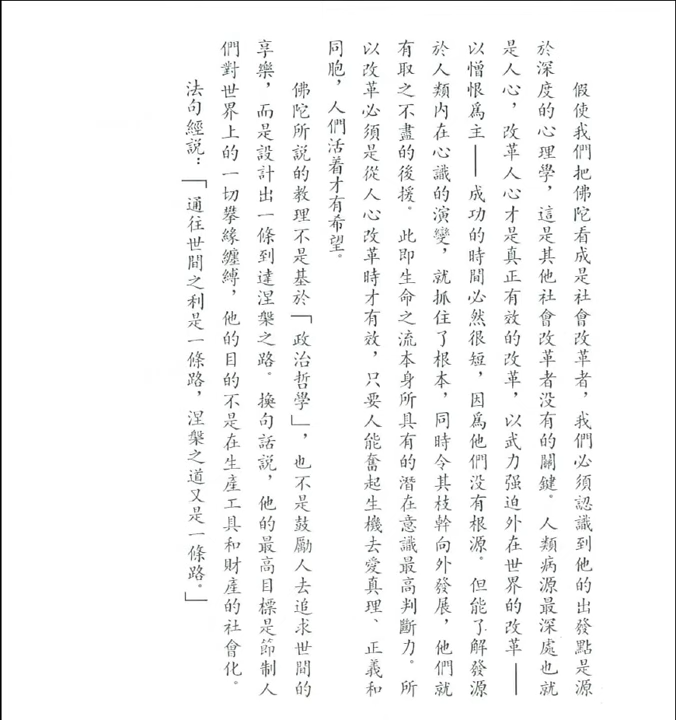 假使我們把佛陀看成是社會改革者，我們必須認識到他的出發點是源
於深度的心理學，這是其他社會改革者没有的關鍵。人類病源最深處也就
是人心，改革人心才是真正有效的改革，以武力强迫外在世界的改革——
以憎恨爲主——成功的時間必然很短，因爲他們没有根源。但能了解發源
於人類内在心識的演變，就抓住了根本，同時令其枝幹向外發展，他們就
有取之不盡的後援。此即生命之流本身所具有的潛在意識最高判斷力。所
以改革必須是從人心改革時才有效，只要人能奮起生機去愛真理、正義和
同胞，人們活着才有希望。
佛陀所説的教理不是基於「政治哲學」，也不是鼓勵人去追求世間的
享樂，而是設計出一條到達涅槃之路。換句話説，他的最高目標是節制人
們對世界上的一切攀緣纏縛，他的目的不是在生產工具和財產的社會化。
法句經説：「通往世間之利是一條路，涅槃之道又是一條路。」